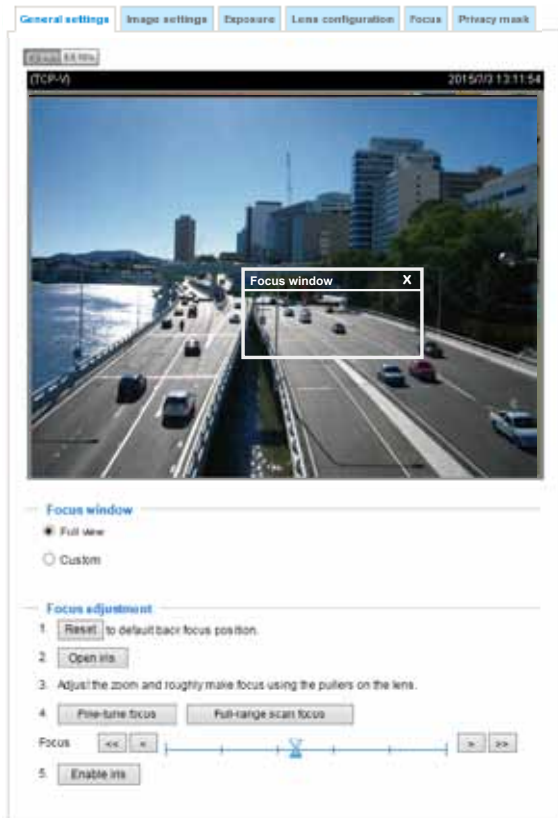 General settings Image settings Exposure Lens configuration Focus Privacy mask
(TCP-V) 2015/7/3 13:11:54
Focus window X
Focus window
Full view
Custom
Focus adjustment
1. Reset to default back focus position.
2. Open iris
3. Adjust the zoom and roughly make focus using the pullers on the lens.
4. Fine-tune focus Full-range scan focus
Focus << < > >>
5. Enable iris